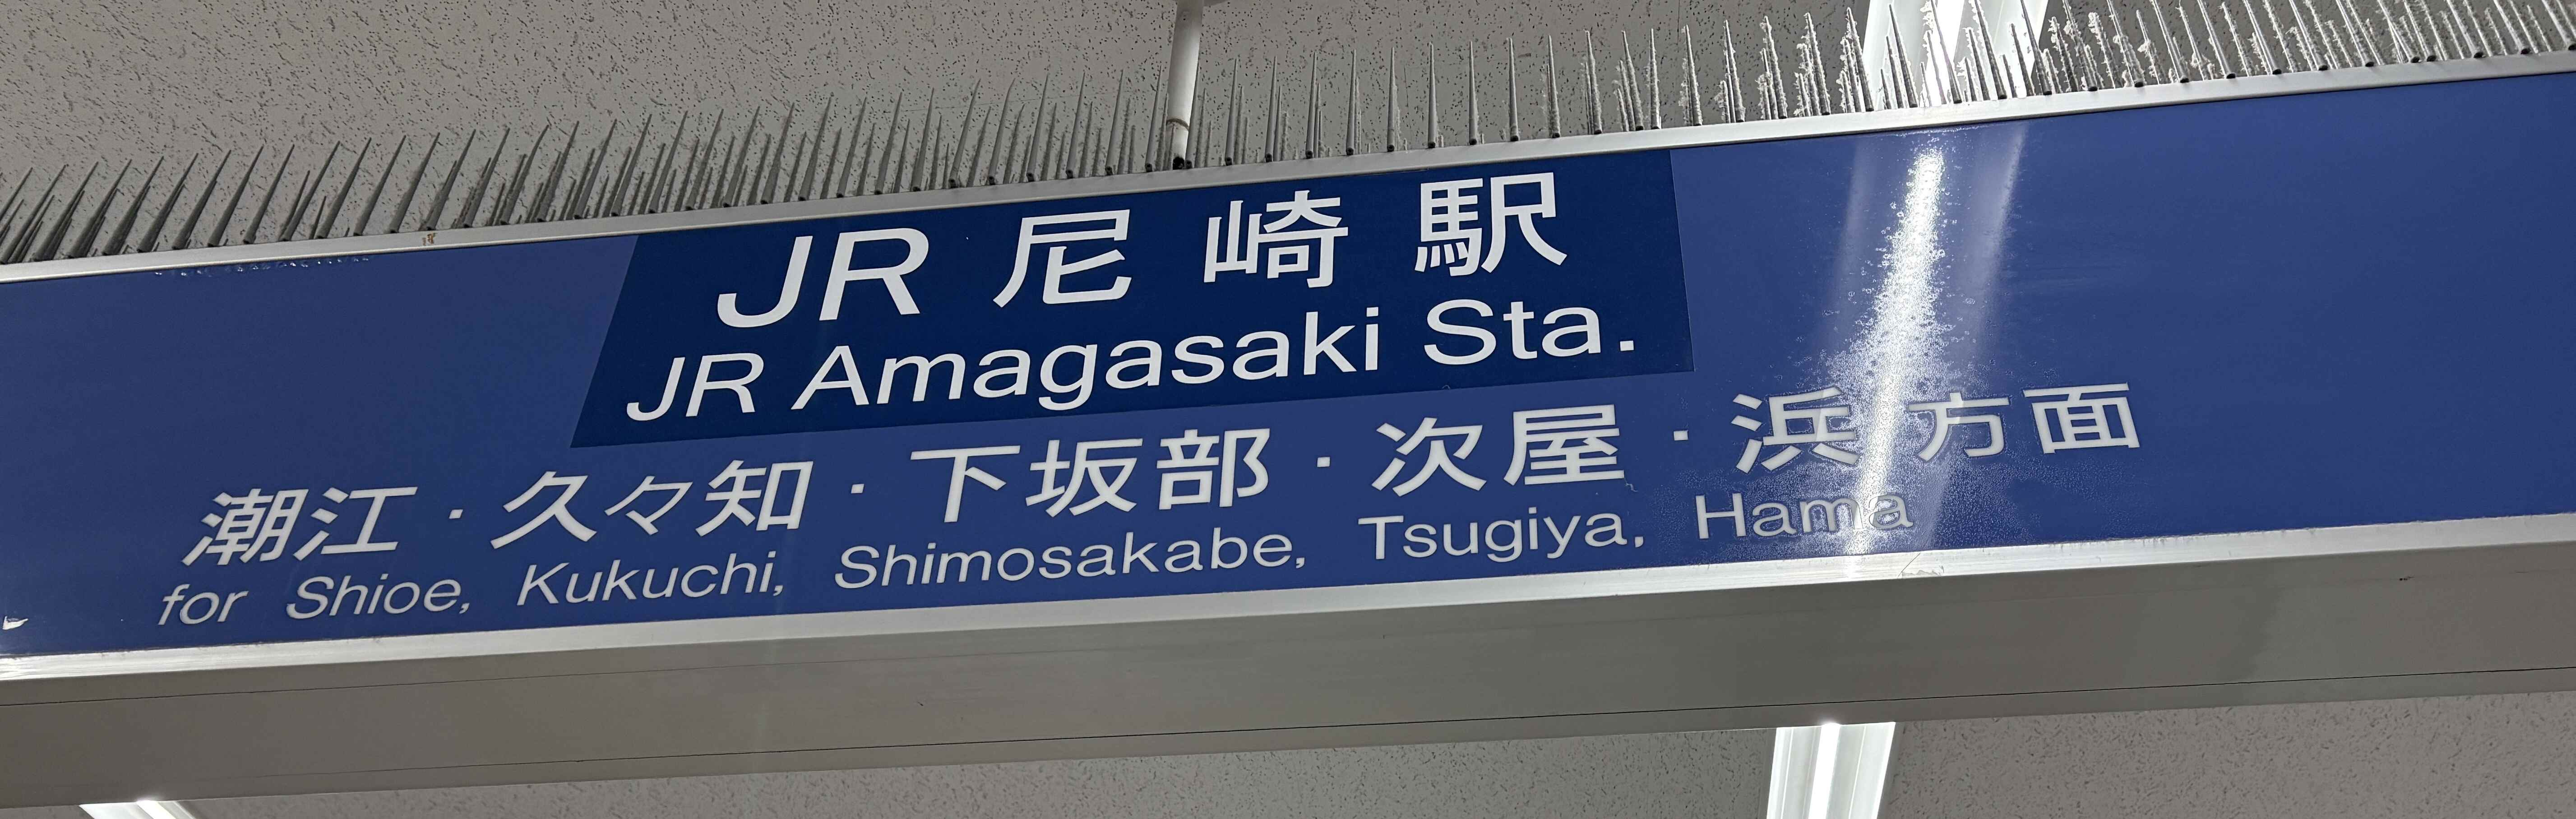 JR 尼崎駅
JR Amagasaki Sta.
潮江・久々知・下坂部・次屋・浜 方面
for Shioe, Kukuchi, Shimosakabe, Tsugiya, Hama